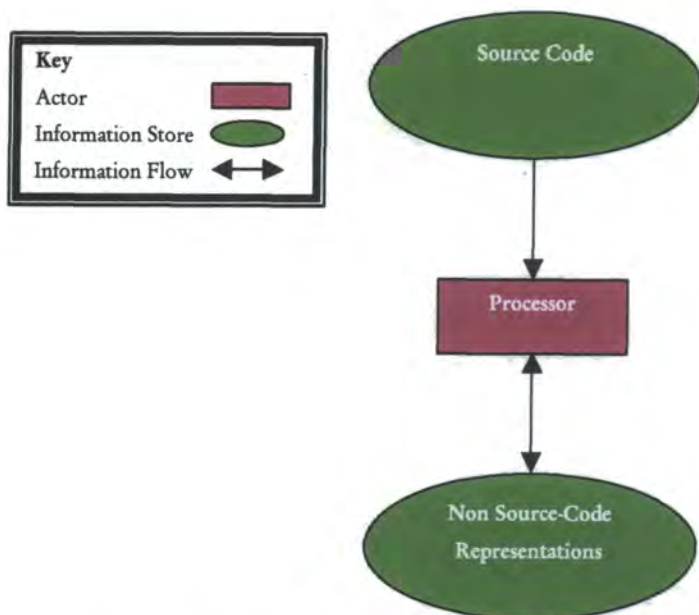 Key
Actor
Information Store
Information Flow
Source Code
Processor
Non Source-Code
Representations